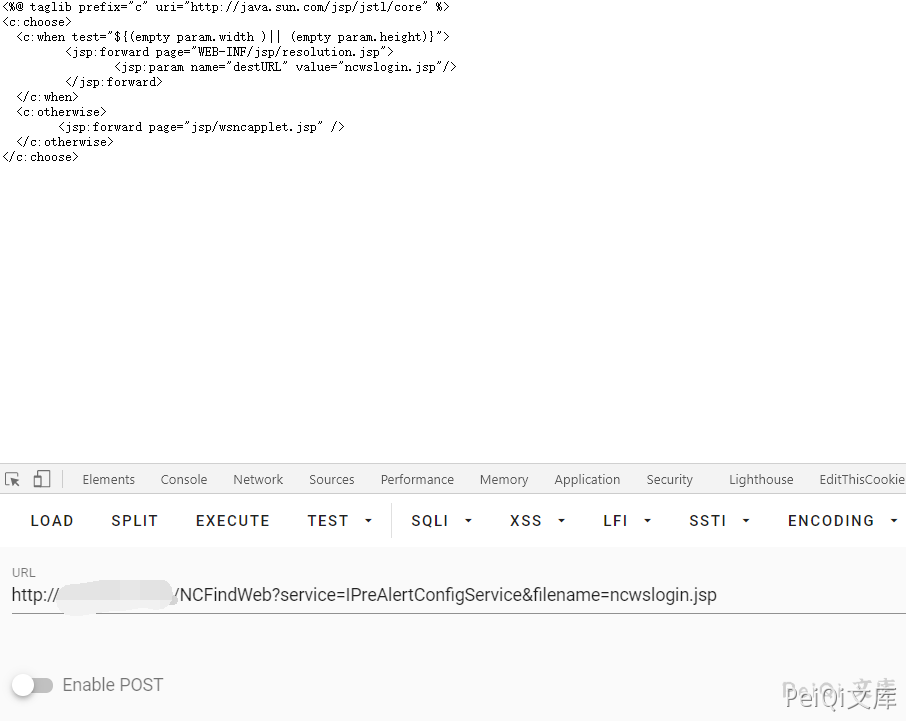 <%@ taglib prefix="c" uri="http://java.sun.com/jsp/jstl/core" %>
<c:choose>
<c:when test="${(empty param.width )|| (empty param.height)}">
<jsp:forward page="WEB-INF/jsp/resolution.jsp">
<jsp:param name="destURL" value="ncwslogin.jsp"/>
</jsp:forward>
</c:when>
<c:otherwise>
<jsp:forward page="jsp/wsncapplet.jsp" />
</c:otherwise>
</c:choose>
Elements Console Network Sources Performance Memory Application Security Lighthouse EditThisCookie
LOAD SPLIT EXECUTE TEST SQLI XSS LFI SSTI ENCODING
URL
http:// /NCFindWeb?service=IPreAlertConfigService&filename=ncwslogin.jsp
Enable POST
PeiQi 文库
PeiQi文库